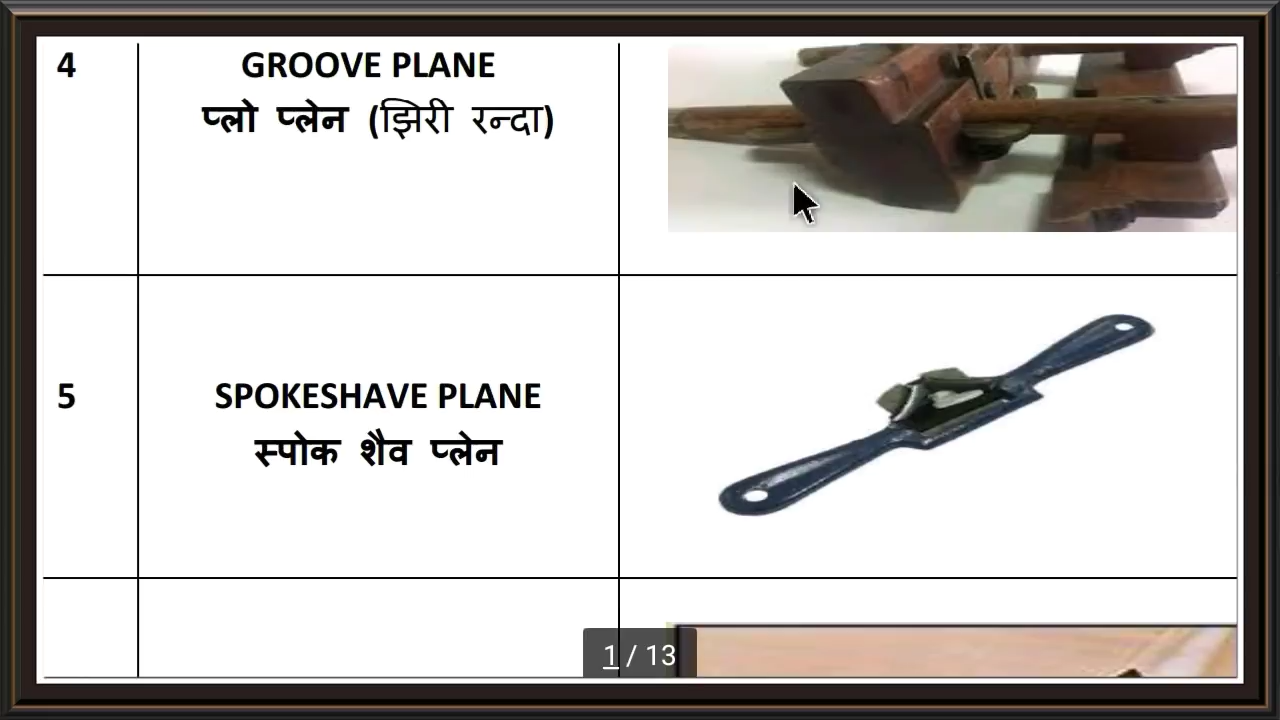 4
GROOVE PLANE
प्लो प्लेन (झिरी रन्दा)
5
SPOKESHAVE PLANE
स्पोक शैव प्लेन
1 / 13